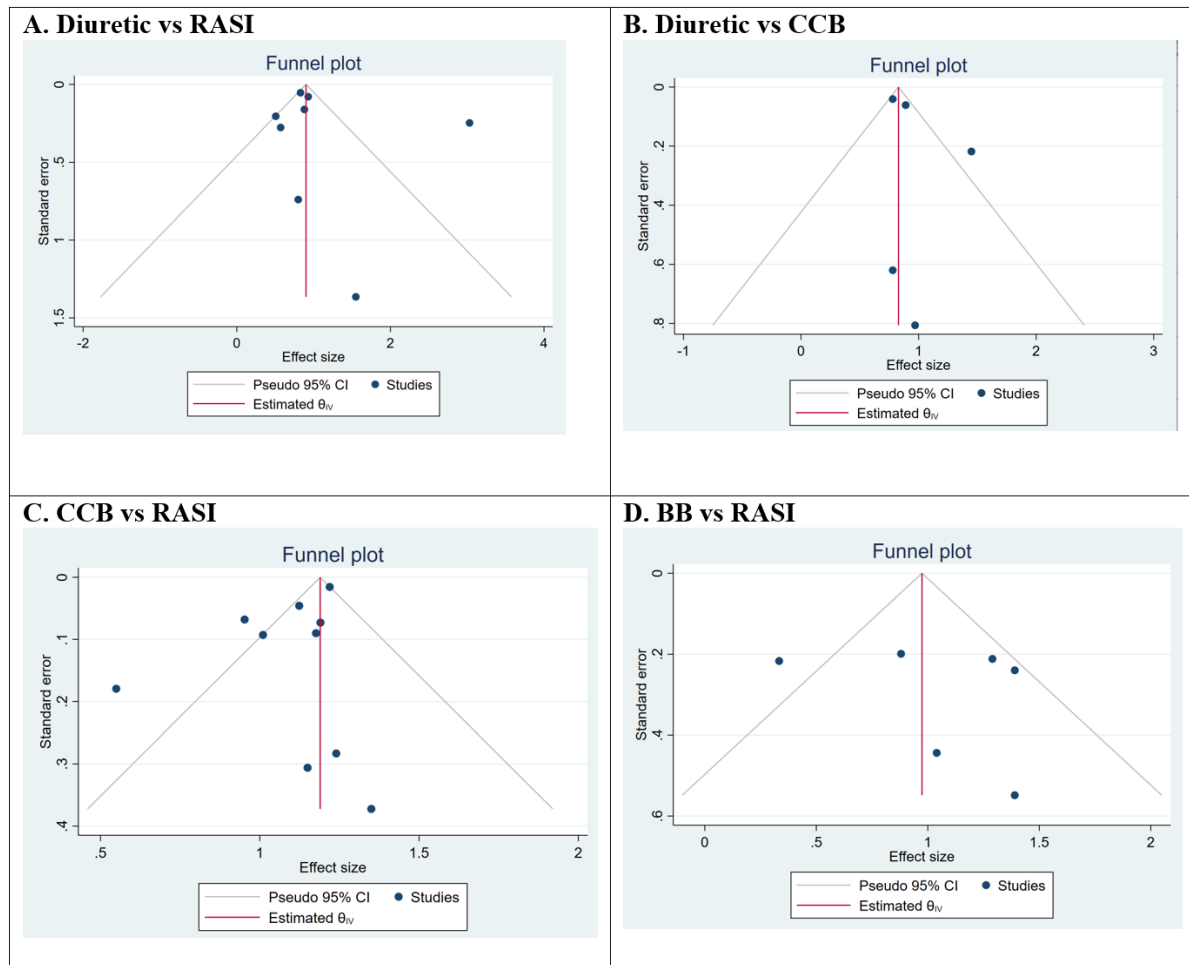 A. Diuretic vs RASI
Funnel plot
Standard error
0
.5
1
1.5
-2
0
2
4
Effect size
Pseudo 95% CI
Studies
Estimated θIV
B. Diuretic vs CCB
Funnel plot
Standard error
0
.2
.4
.6
.8
-1
0
1
2
3
Effect size
Pseudo 95% CI
Studies
Estimated θIV
C. CCB vs RASI
Funnel plot
Standard error
0
.1
.2
.3
.4
.5
1
1.5
2
Effect size
Pseudo 95% CI
Studies
Estimated θIV
D. BB vs RASI
Funnel plot
Standard error
0
.2
.4
.6
0
.5
1
1.5
2
Effect size
Pseudo 95% CI
Studies
Estimated θIV